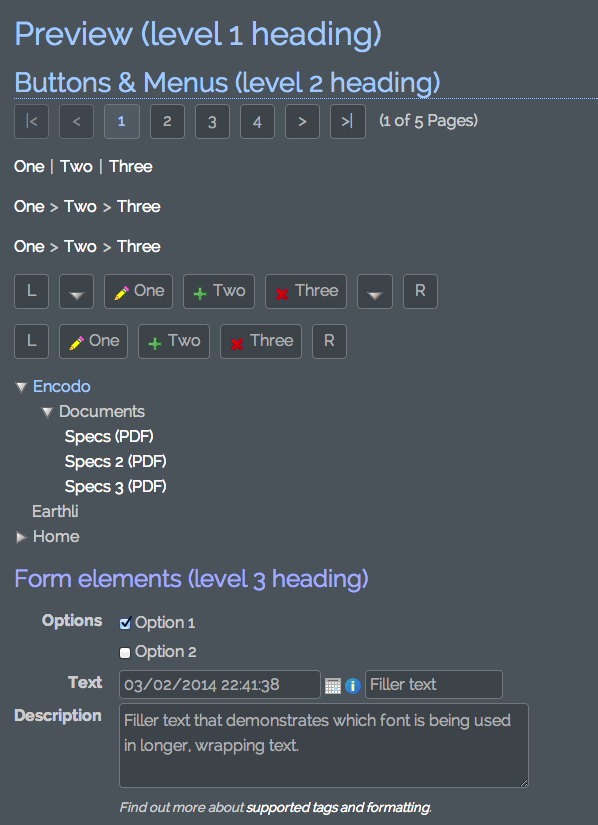 Preview (level 1 heading)
Buttons & Menus (level 2 heading)
|< < 1 2 3 4 > >| (1 of 5 Pages)
One | Two | Three
One > Two > Three
One > Two > Three
L One Two Three R
L One Two Three R
Encodo
Documents
Specs (PDF)
Specs 2 (PDF)
Specs 3 (PDF)
Earthli
Home
Form elements (level 3 heading)
Options Option 1
Option 2
Text 03/02/2014 22:41:38 Filler text
Description Filler text that demonstrates which font is being used
in longer, wrapping text.
Find out more about supported tags and formatting.